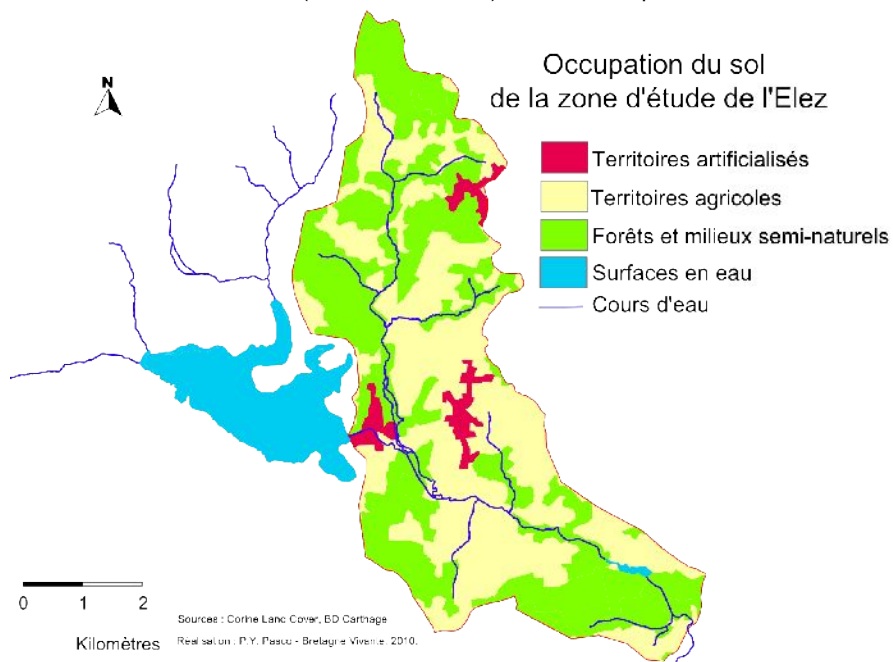 Occupation du sol
de la zone d'étude de l'Elez
N
Territoires artificialisés
Territoires agricoles
Forêts et milieux semi-naturels
Surfaces en eau
Cours d'eau
0 1 2
Kilomètres
Sources : Corine Land Cover, BD Carthage
Réalisation : P.Y. Pasco - Bretagne Vivante, 2010.